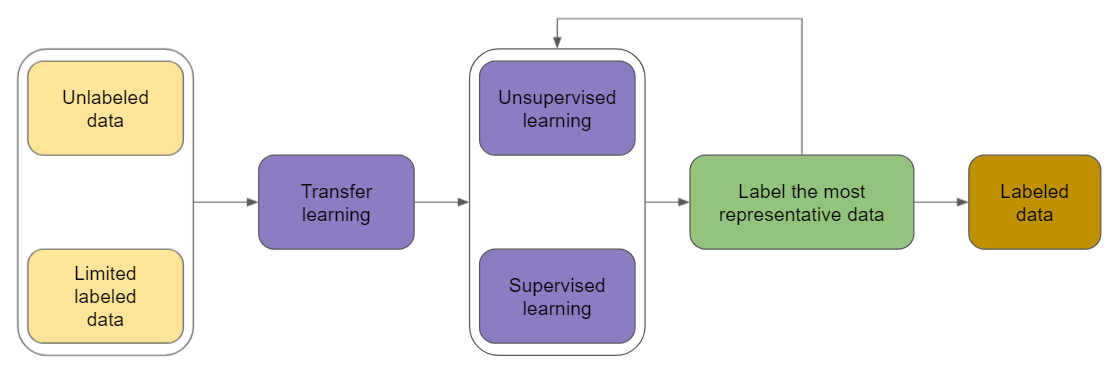 Unlabeled
data
Limited
labeled
data
Transfer
learning
Unsupervised
learning
Supervised
learning
Label the most
representative data
Labeled
data